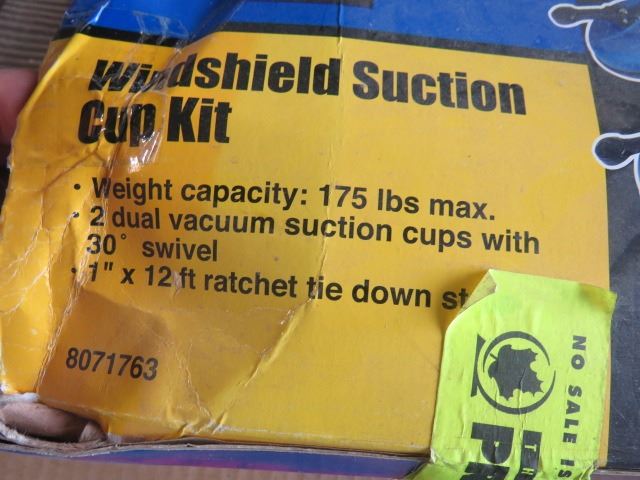 Windshield Suction
Cup Kit
• Weight capacity: 175 lbs max.
• 2 dual vacuum suction cups with
30° swivel
• 1" x 12 ft ratchet tie down
8071763
NO SALE IS